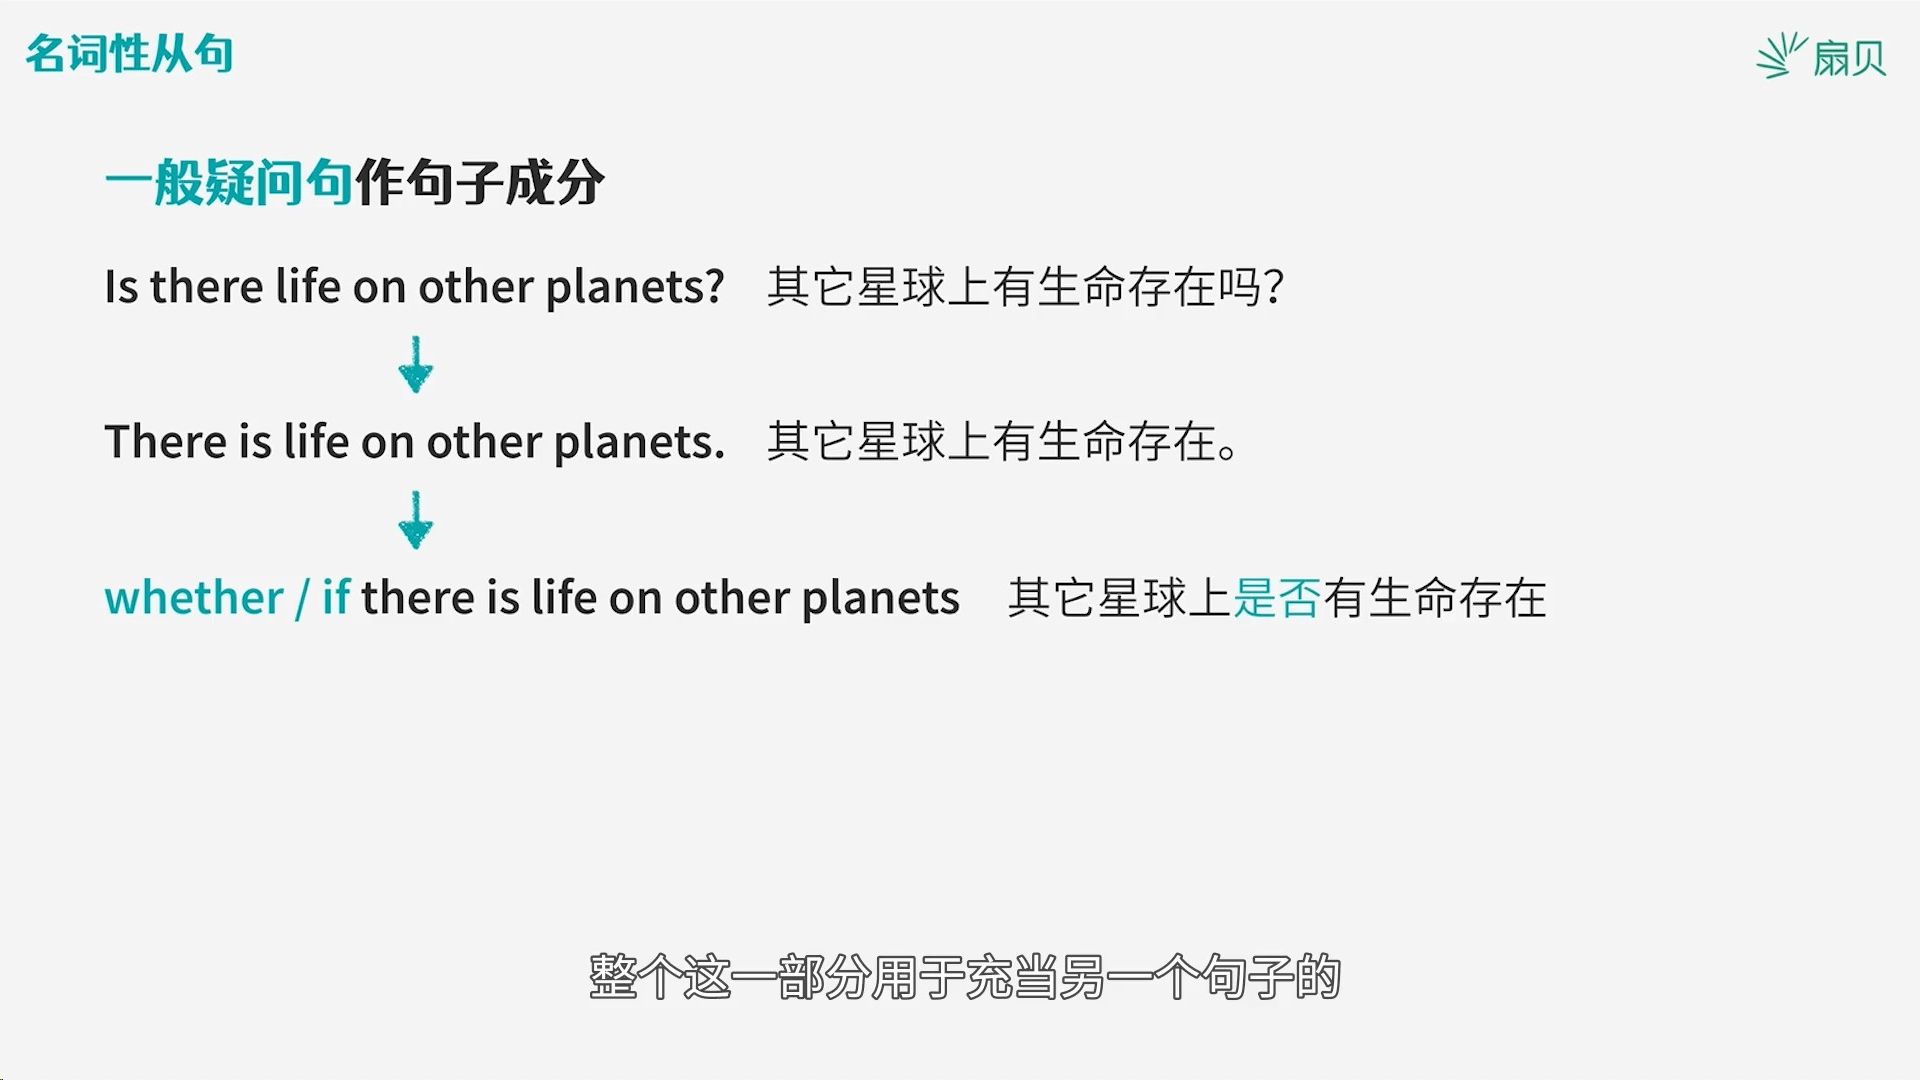 名词性从句
扇贝
一般疑问句作句子成分
Is there life on other planets? 其它星球上有生命存在吗?
There is life on other planets. 其它星球上有生命存在。
whether / if there is life on other planets 其它星球上是否有生命存在
整个这一部分用于充当另一个句子的